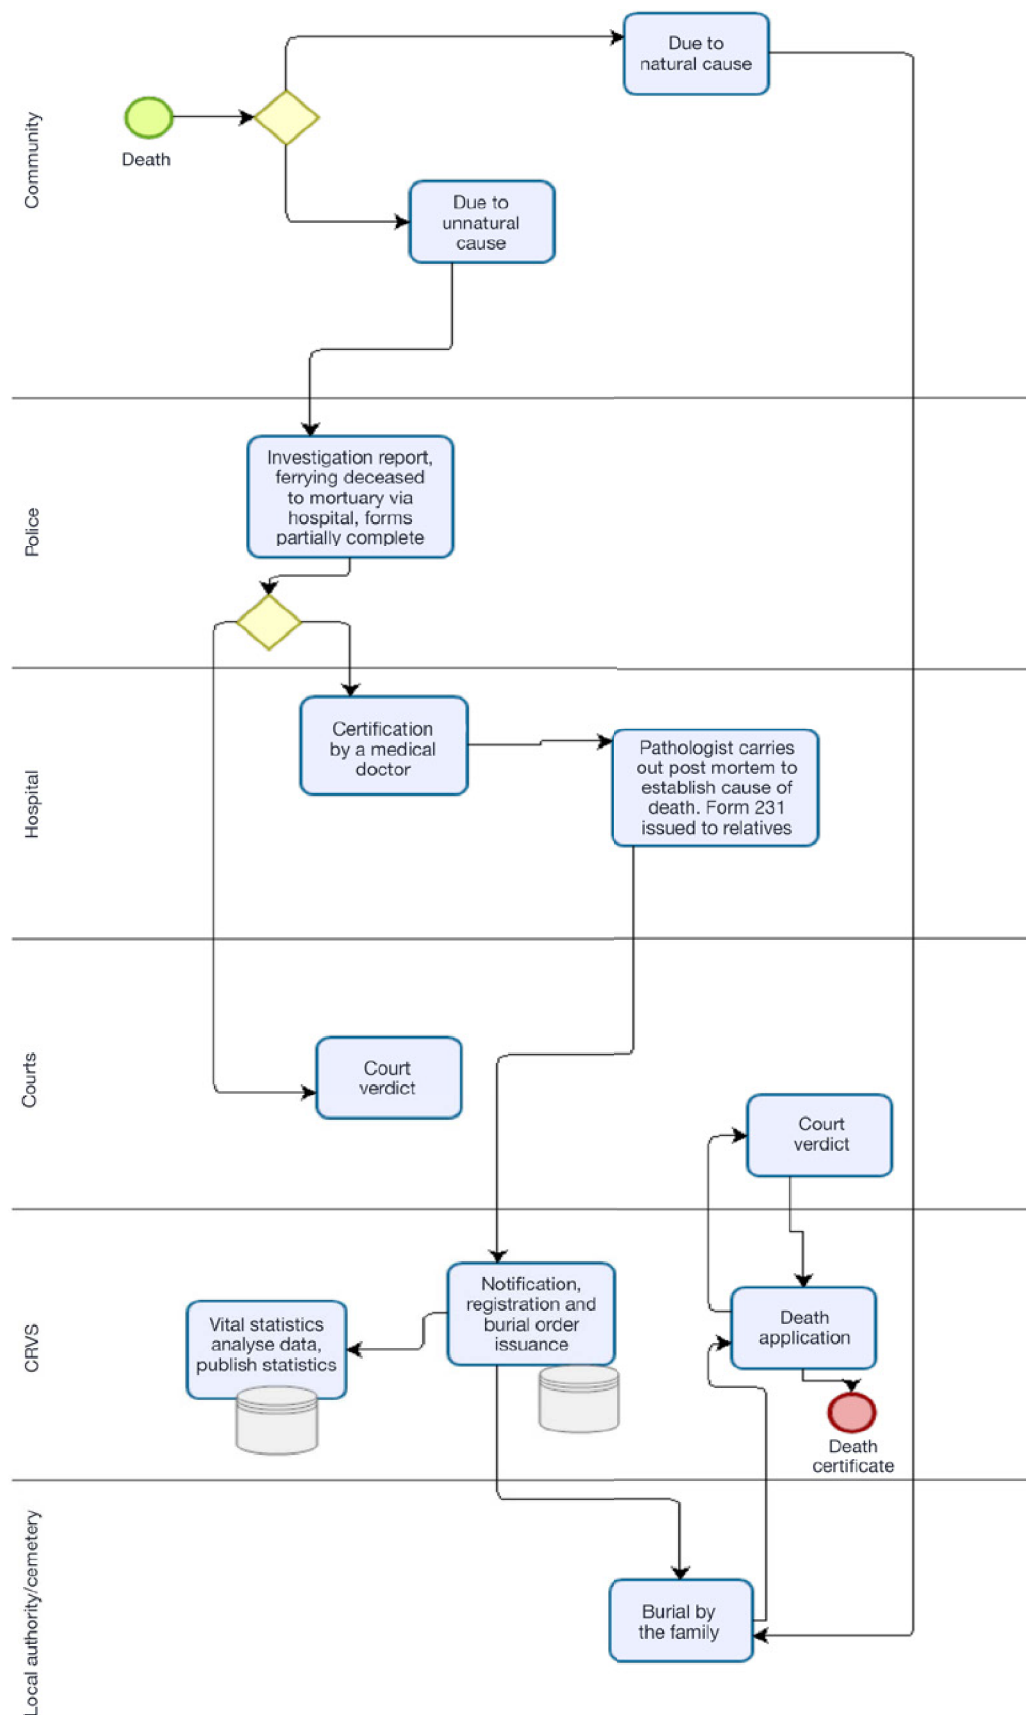 Community
Due to
natural cause
Death
Due to
unnatural
cause
Police
Investigation report,
ferrying deceased
to mortuary via
hospital, forms
partially complete
Hospital
Certification
by a medical
doctor
Pathologist carries
out post mortem to
establish cause of
death. Form 231
issued to relatives
Courts
Court
verdict
Court
verdict
CRVS
Vital statistics
analyse data,
publish statistics
Notification,
registration and
burial order
issuance
Death
application
Death
certificate
Local authority/cemetery
Burial by
the family